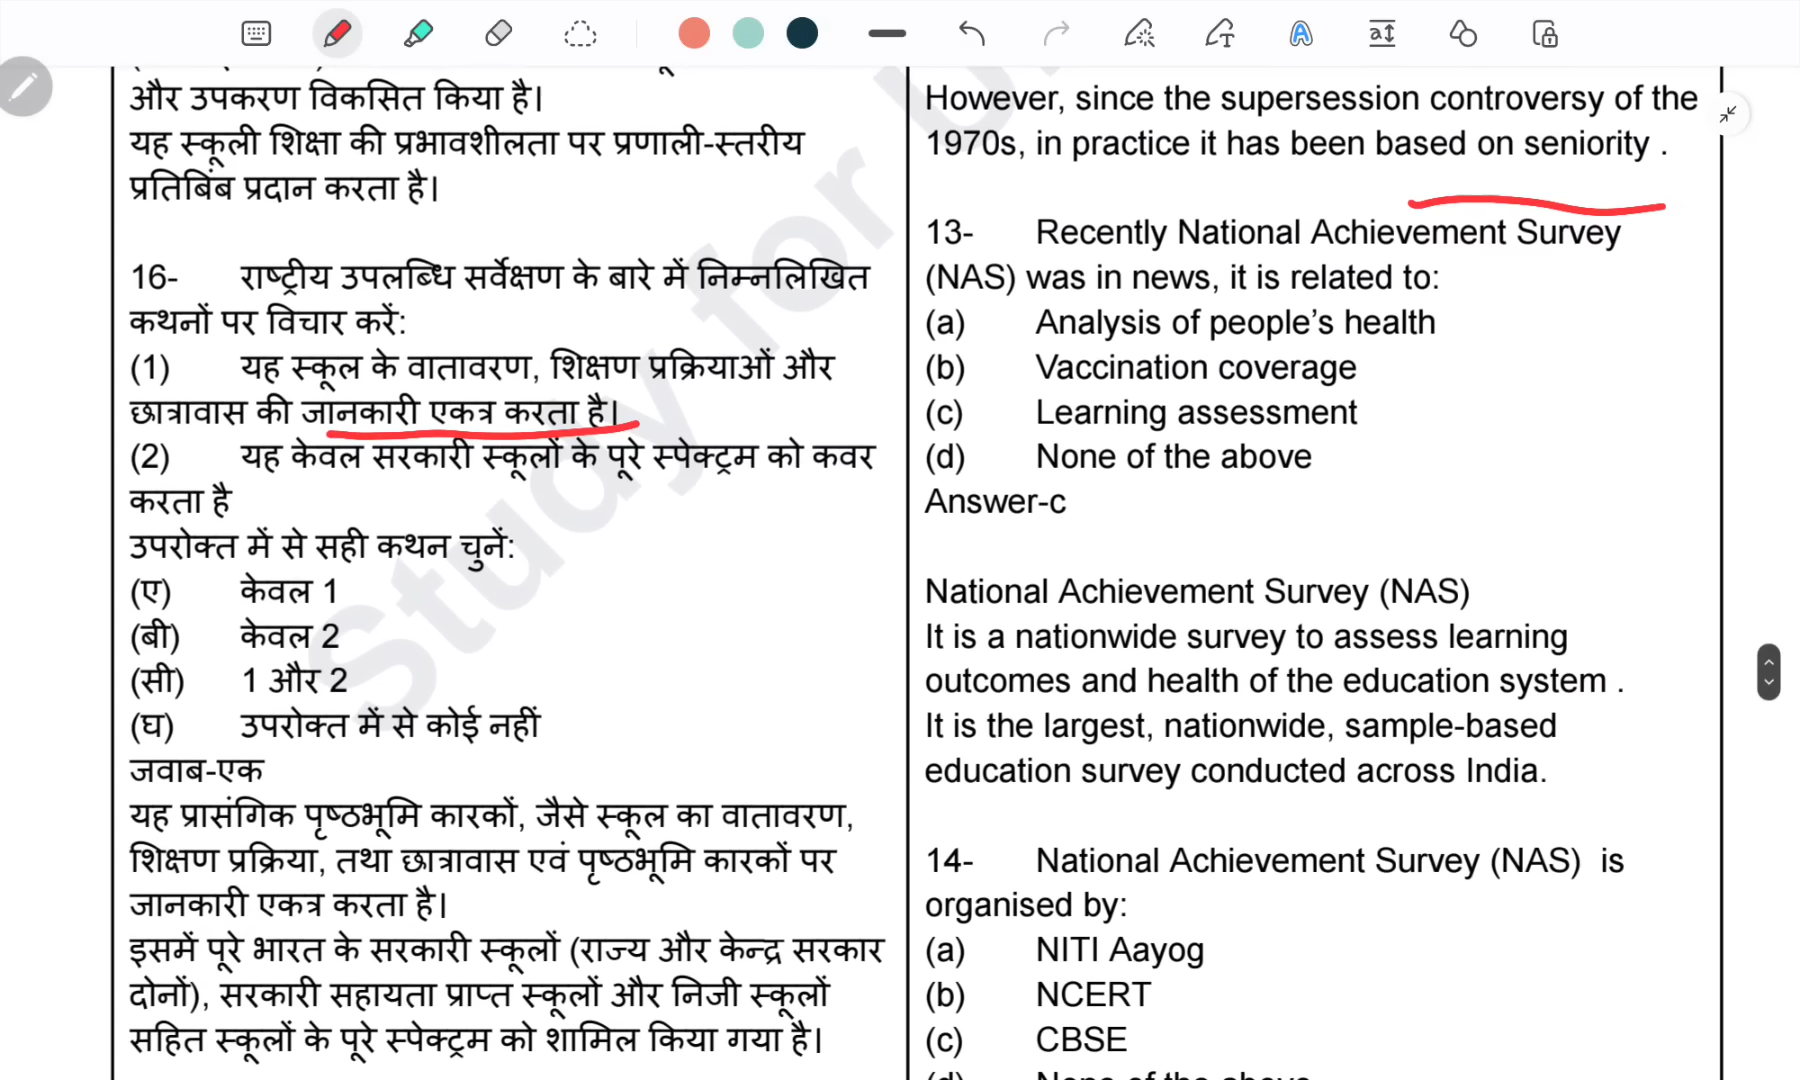 और उपकरण विकसित किया है।
यह स्कूली शिक्षा की प्रभावशीलता पर प्रणाली-स्तरीय
प्रतिबिंब प्रदान करता है।
16- राष्ट्रीय उपलब्धि सर्वेक्षण के बारे में निम्नलिखित
कथनों पर विचार करें:
(1) यह स्कूल के वातावरण, शिक्षण प्रक्रियाओं और
छात्रावास की जानकारी एकत्र करता है।
(2) यह केवल सरकारी स्कूलों के पूरे स्पेक्ट्रम को कवर
करता है
उपरोक्त में से सही कथन चुनें:
(ए) केवल 1
(बी) केवल 2
(सी) 1 और 2
(घ) उपरोक्त में से कोई नहीं
जवाब-एक
यह प्रासंगिक पृष्ठभूमि कारकों, जैसे स्कूल का वातावरण,
शिक्षण प्रक्रिया, तथा छात्रावास एवं पृष्ठभूमि कारकों पर
जानकारी एकत्र करता है।
इसमें पूरे भारत के सरकारी स्कूलों (राज्य और केन्द्र सरकार
दोनों), सरकारी सहायता प्राप्त स्कूलों और निजी स्कूलों
सहित स्कूलों के पूरे स्पेक्ट्रम को शामिल किया गया है।
However, since the supersession controversy of the
1970s, in practice it has been based on seniority .
13- Recently National Achievement Survey
(NAS) was in news, it is related to:
(a) Analysis of people’s health
(b) Vaccination coverage
(c) Learning assessment
(d) None of the above
Answer-c
National Achievement Survey (NAS)
It is a nationwide survey to assess learning
outcomes and health of the education system .
It is the largest, nationwide, sample-based
education survey conducted across India.
14- National Achievement Survey (NAS) is
organised by:
(a) NITI Aayog
(b) NCERT
(c) CBSE
(d) None of the above
Study for